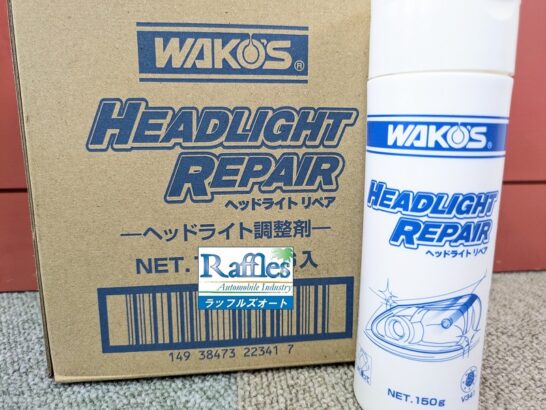 WAKO'S®
HEADLIGHT
REPAIR
ヘッドライト リペア
―ヘッドライト調整剤―
NET.
入
Raffles
Automobile Industry
ラッフルズオート
149 38473 22341 7
WAKO'S®
HEADLIGHT
REPAIR
ヘッドライト リペア
NET.150g
V341